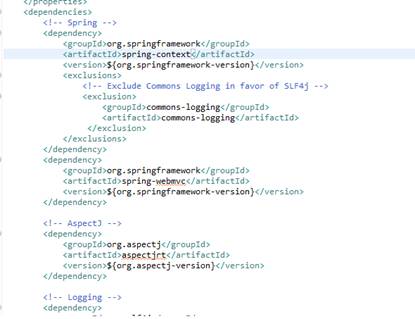 </properties>
<dependencies>
<!-- Spring -->
<dependency>
<groupId>org.springframework</groupId>
<artifactId>spring-context</artifactId>
<version>${org.springframework-version}</version>
<exclusions>
<!-- Exclude Commons Logging in favor of SLF4j -->
<exclusion>
<groupId>commons-logging</groupId>
<artifactId>commons-logging</artifactId>
</exclusion>
</exclusions>
</dependency>
<dependency>
<groupId>org.springframework</groupId>
<artifactId>spring-webmvc</artifactId>
<version>${org.springframework-version}</version>
</dependency>
<!-- AspectJ -->
<dependency>
<groupId>org.aspectj</groupId>
<artifactId>aspectjrt</artifactId>
<version>${org.aspectj-version}</version>
</dependency>
<!-- Logging -->
<dependency>